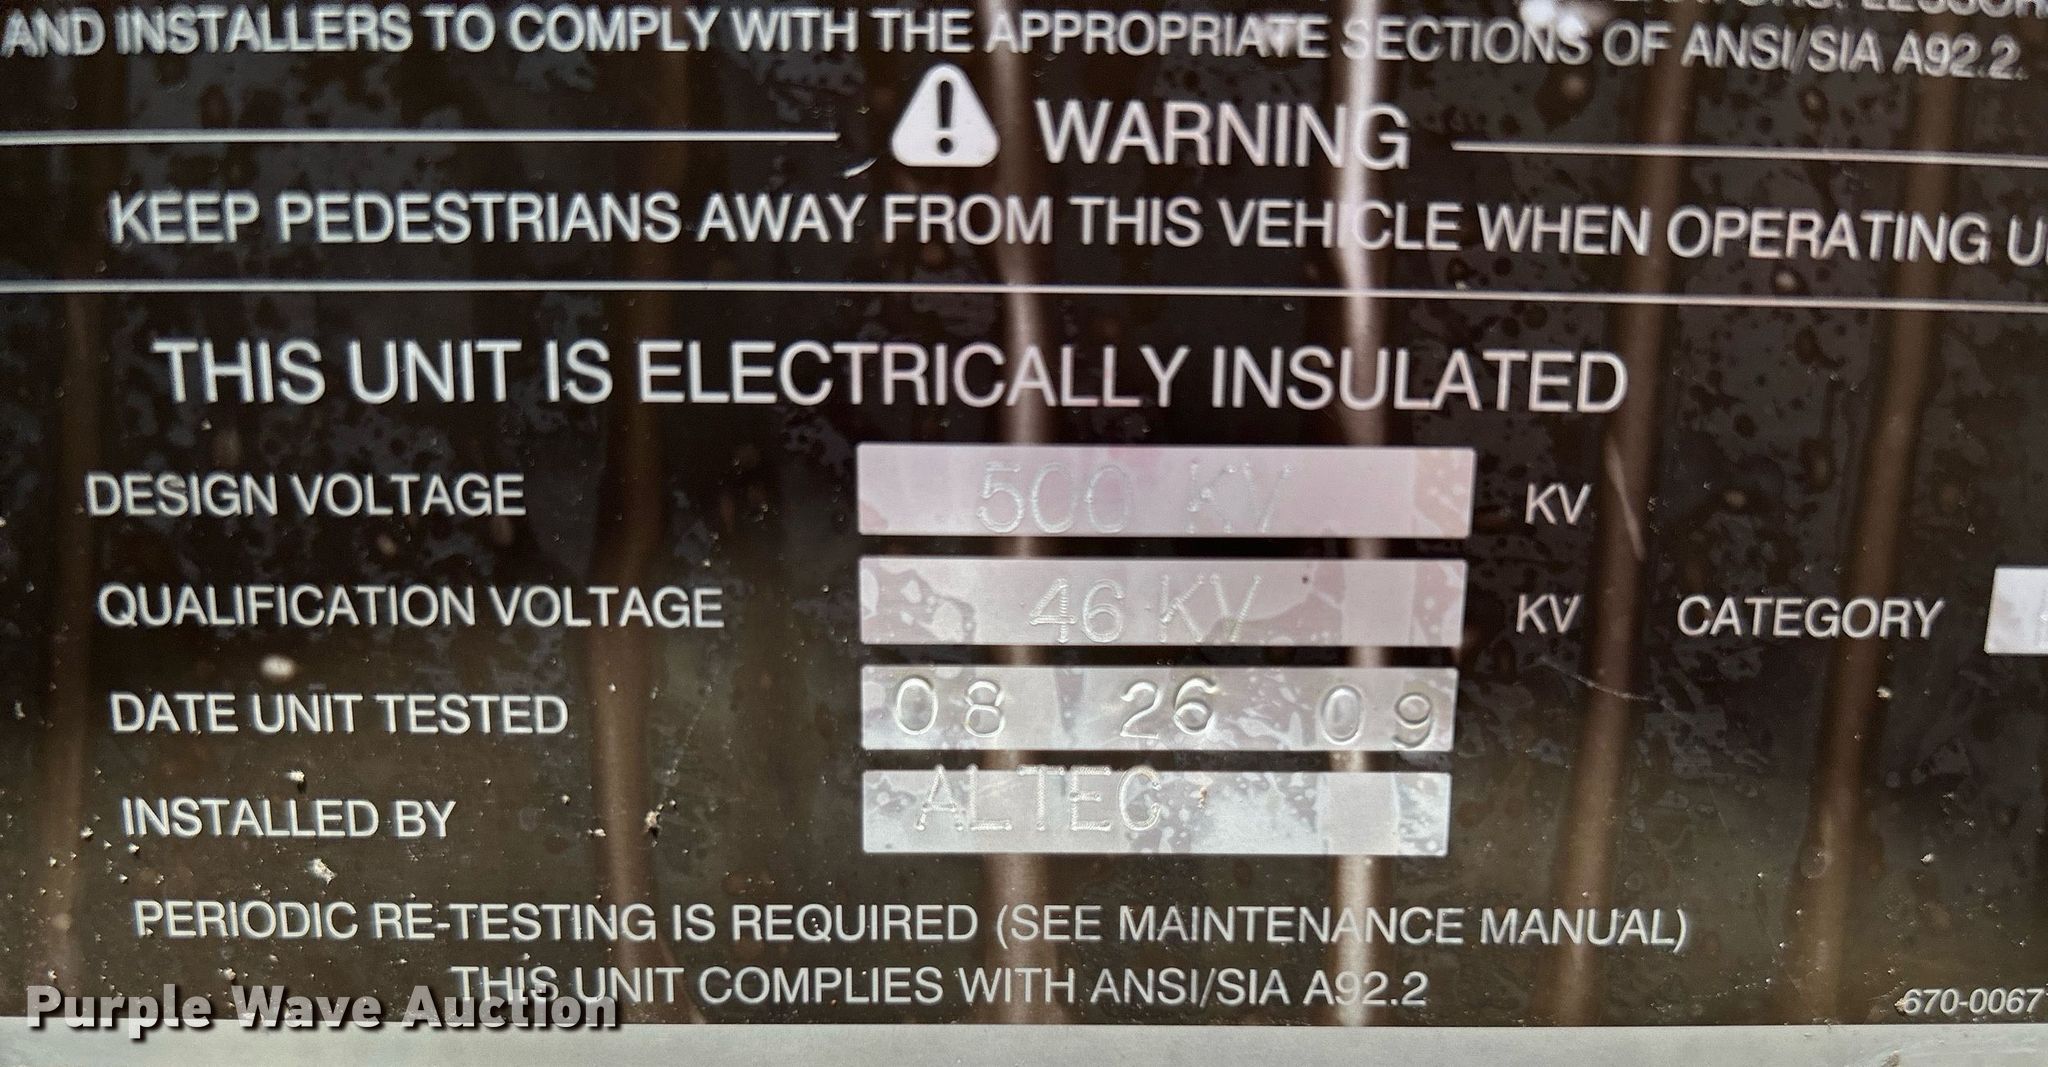 AND INSTALLERS TO COMPLY WITH THE APPROPRIATE SECTIONS OF ANSI/SIA A92.2.
WARNING
KEEP PEDESTRIANS AWAY FROM THIS VEHICLE WHEN OPERATING
THIS UNIT IS ELECTRICALLY INSULATED
DESIGN VOLTAGE 500 KV KV
QUALIFICATION VOLTAGE 46 KV KV CATEGORY
DATE UNIT TESTED 08 26 09
INSTALLED BY ALTEC
PERIODIC RE-TESTING IS REQUIRED (SEE MAINTENANCE MANUAL)
THIS UNIT COMPLIES WITH ANSI/SIA A92.2
Purple Wave Auction
670-0067